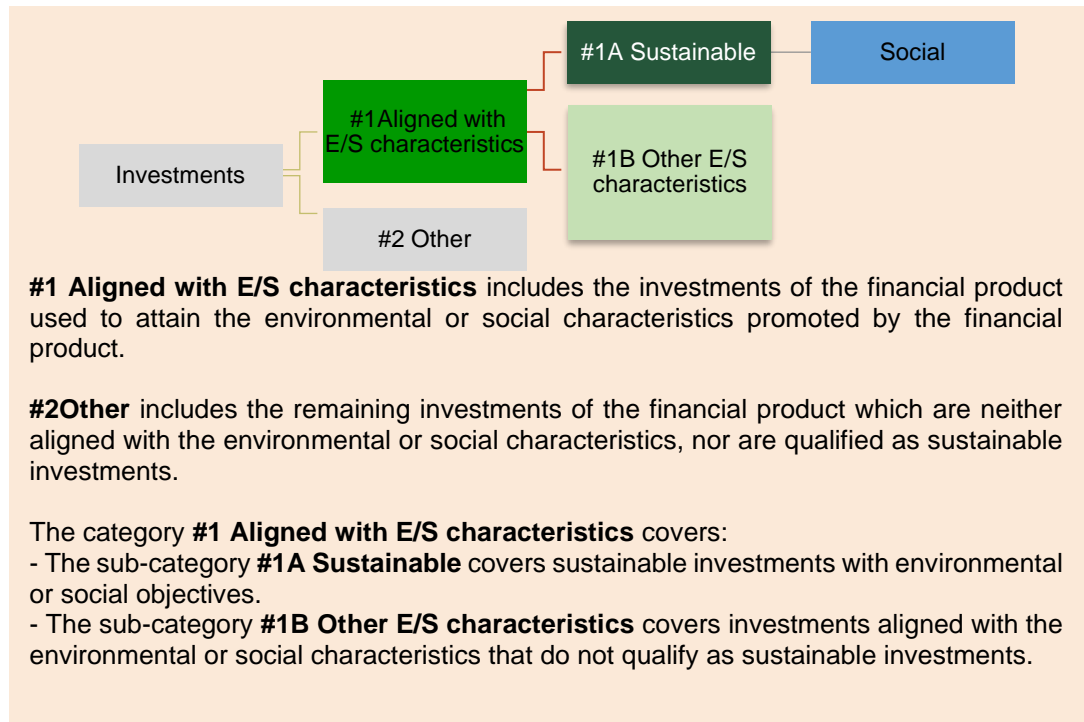 #1A Sustainable
Social
#1Aligned with
E/S characteristics
#1B Other E/S
characteristics
Investments
#2 Other
#1 Aligned with E/S characteristics includes the investments of the financial product
used to attain the environmental or social characteristics promoted by the financial
product.
#2Other includes the remaining investments of the financial product which are neither
aligned with the environmental or social characteristics, nor are qualified as sustainable
investments.
The category #1 Aligned with E/S characteristics covers:
- The sub-category #1A Sustainable covers sustainable investments with environmental
or social objectives.
- The sub-category #1B Other E/S characteristics covers investments aligned with the
environmental or social characteristics that do not qualify as sustainable investments.